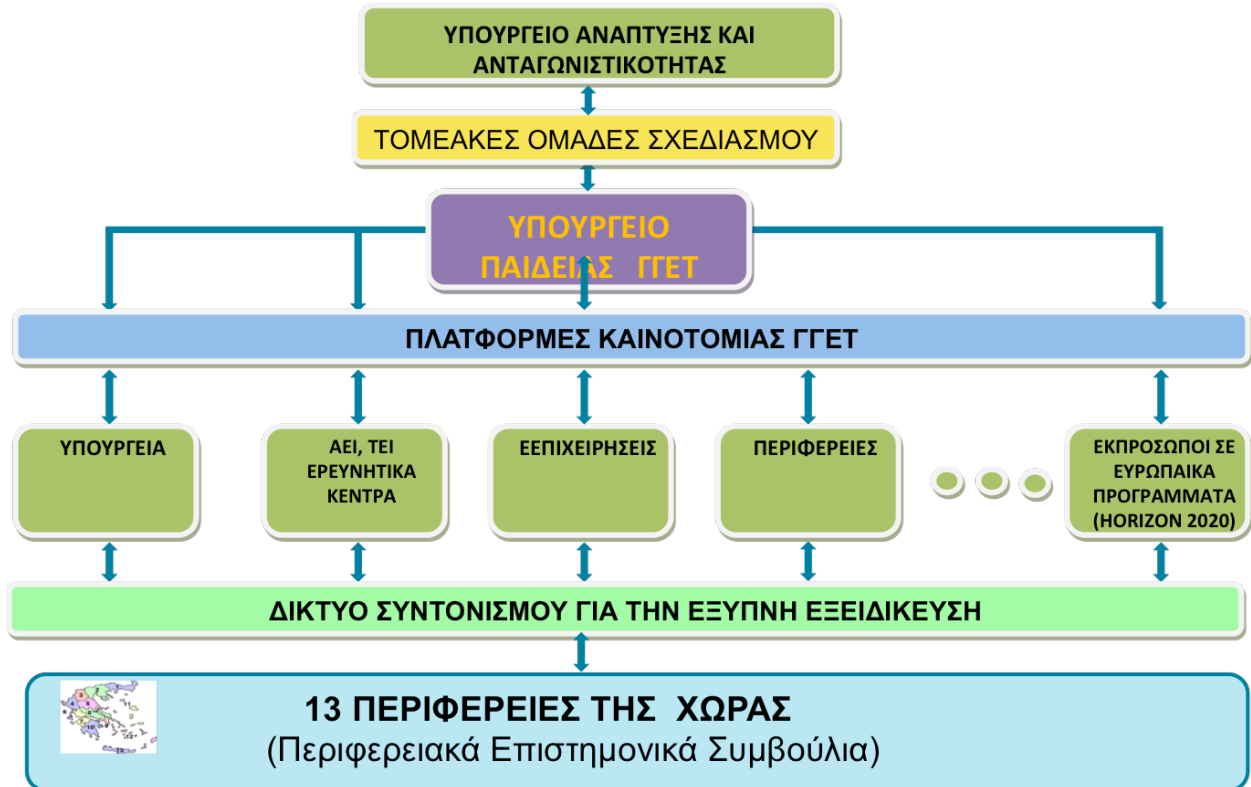 ΥΠΟΥΡΓΕΙΟ ΑΝΑΠΤΥΞΗΣ ΚΑΙ
ΑΝΤΑΓΩΝΙΣΤΙΚΟΤΗΤΑΣ
ΤΟΜΕΑΚΕΣ ΟΜΑΔΕΣ ΣΧΕΔΙΑΣΜΟΥ
ΥΠΟΥΡΓΕΙΟ
ΠΑΙΔΕΙΑΣ ΓΓΕΤ
ΠΛΑΤΦΟΡΜΕΣ ΚΑΙΝΟΤΟΜΙΑΣ ΓΓΕΤ
ΥΠΟΥΡΓΕΙΑ
ΑΕΙ, ΤΕΙ
ΕΡΕΥΝΗΤΙΚΑ
ΚΕΝΤΡΑ
ΕΕΠΙΧΕΙΡΗΣΕΙΣ
ΠΕΡΙΦΕΡΕΙΕΣ
ΕΚΠΡΟΣΩΠΟΙ ΣΕ
ΕΥΡΩΠΑΙΚΑ
ΠΡΟΓΡΑΜΜΑΤΑ
(HORIZON 2020)
ΔΙΚΤΥΟ ΣΥΝΤΟΝΙΣΜΟΥ ΓΙΑ ΤΗΝ ΕΞΥΠΝΗ ΕΞΕΙΔΙΚΕΥΣΗ
13 ΠΕΡΙΦΕΡΕΙΕΣ ΤΗΣ ΧΩΡΑΣ
(Περιφερειακά Επιστημονικά Συμβούλια)